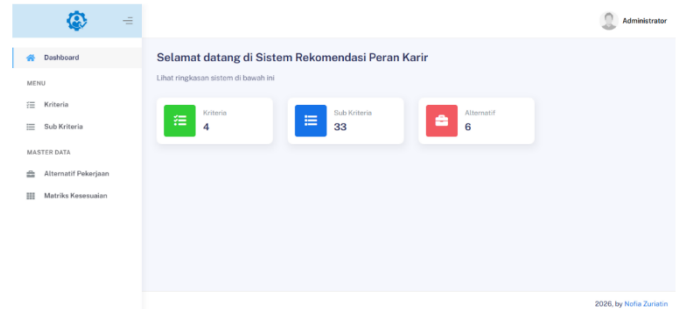 Administrator
Dashboard
MENU
Kriteria
Sub Kriteria
MASTER DATA
Alternatif Pekerjaan
Matriks Kesesuaian
Selamat datang di Sistem Rekomendasi Peran Karir
Lihat ringkasan sistem di bawah ini
Kriteria
4
Sub Kriteria
33
Alternatif
6
2026, by Nofia Zuriatin